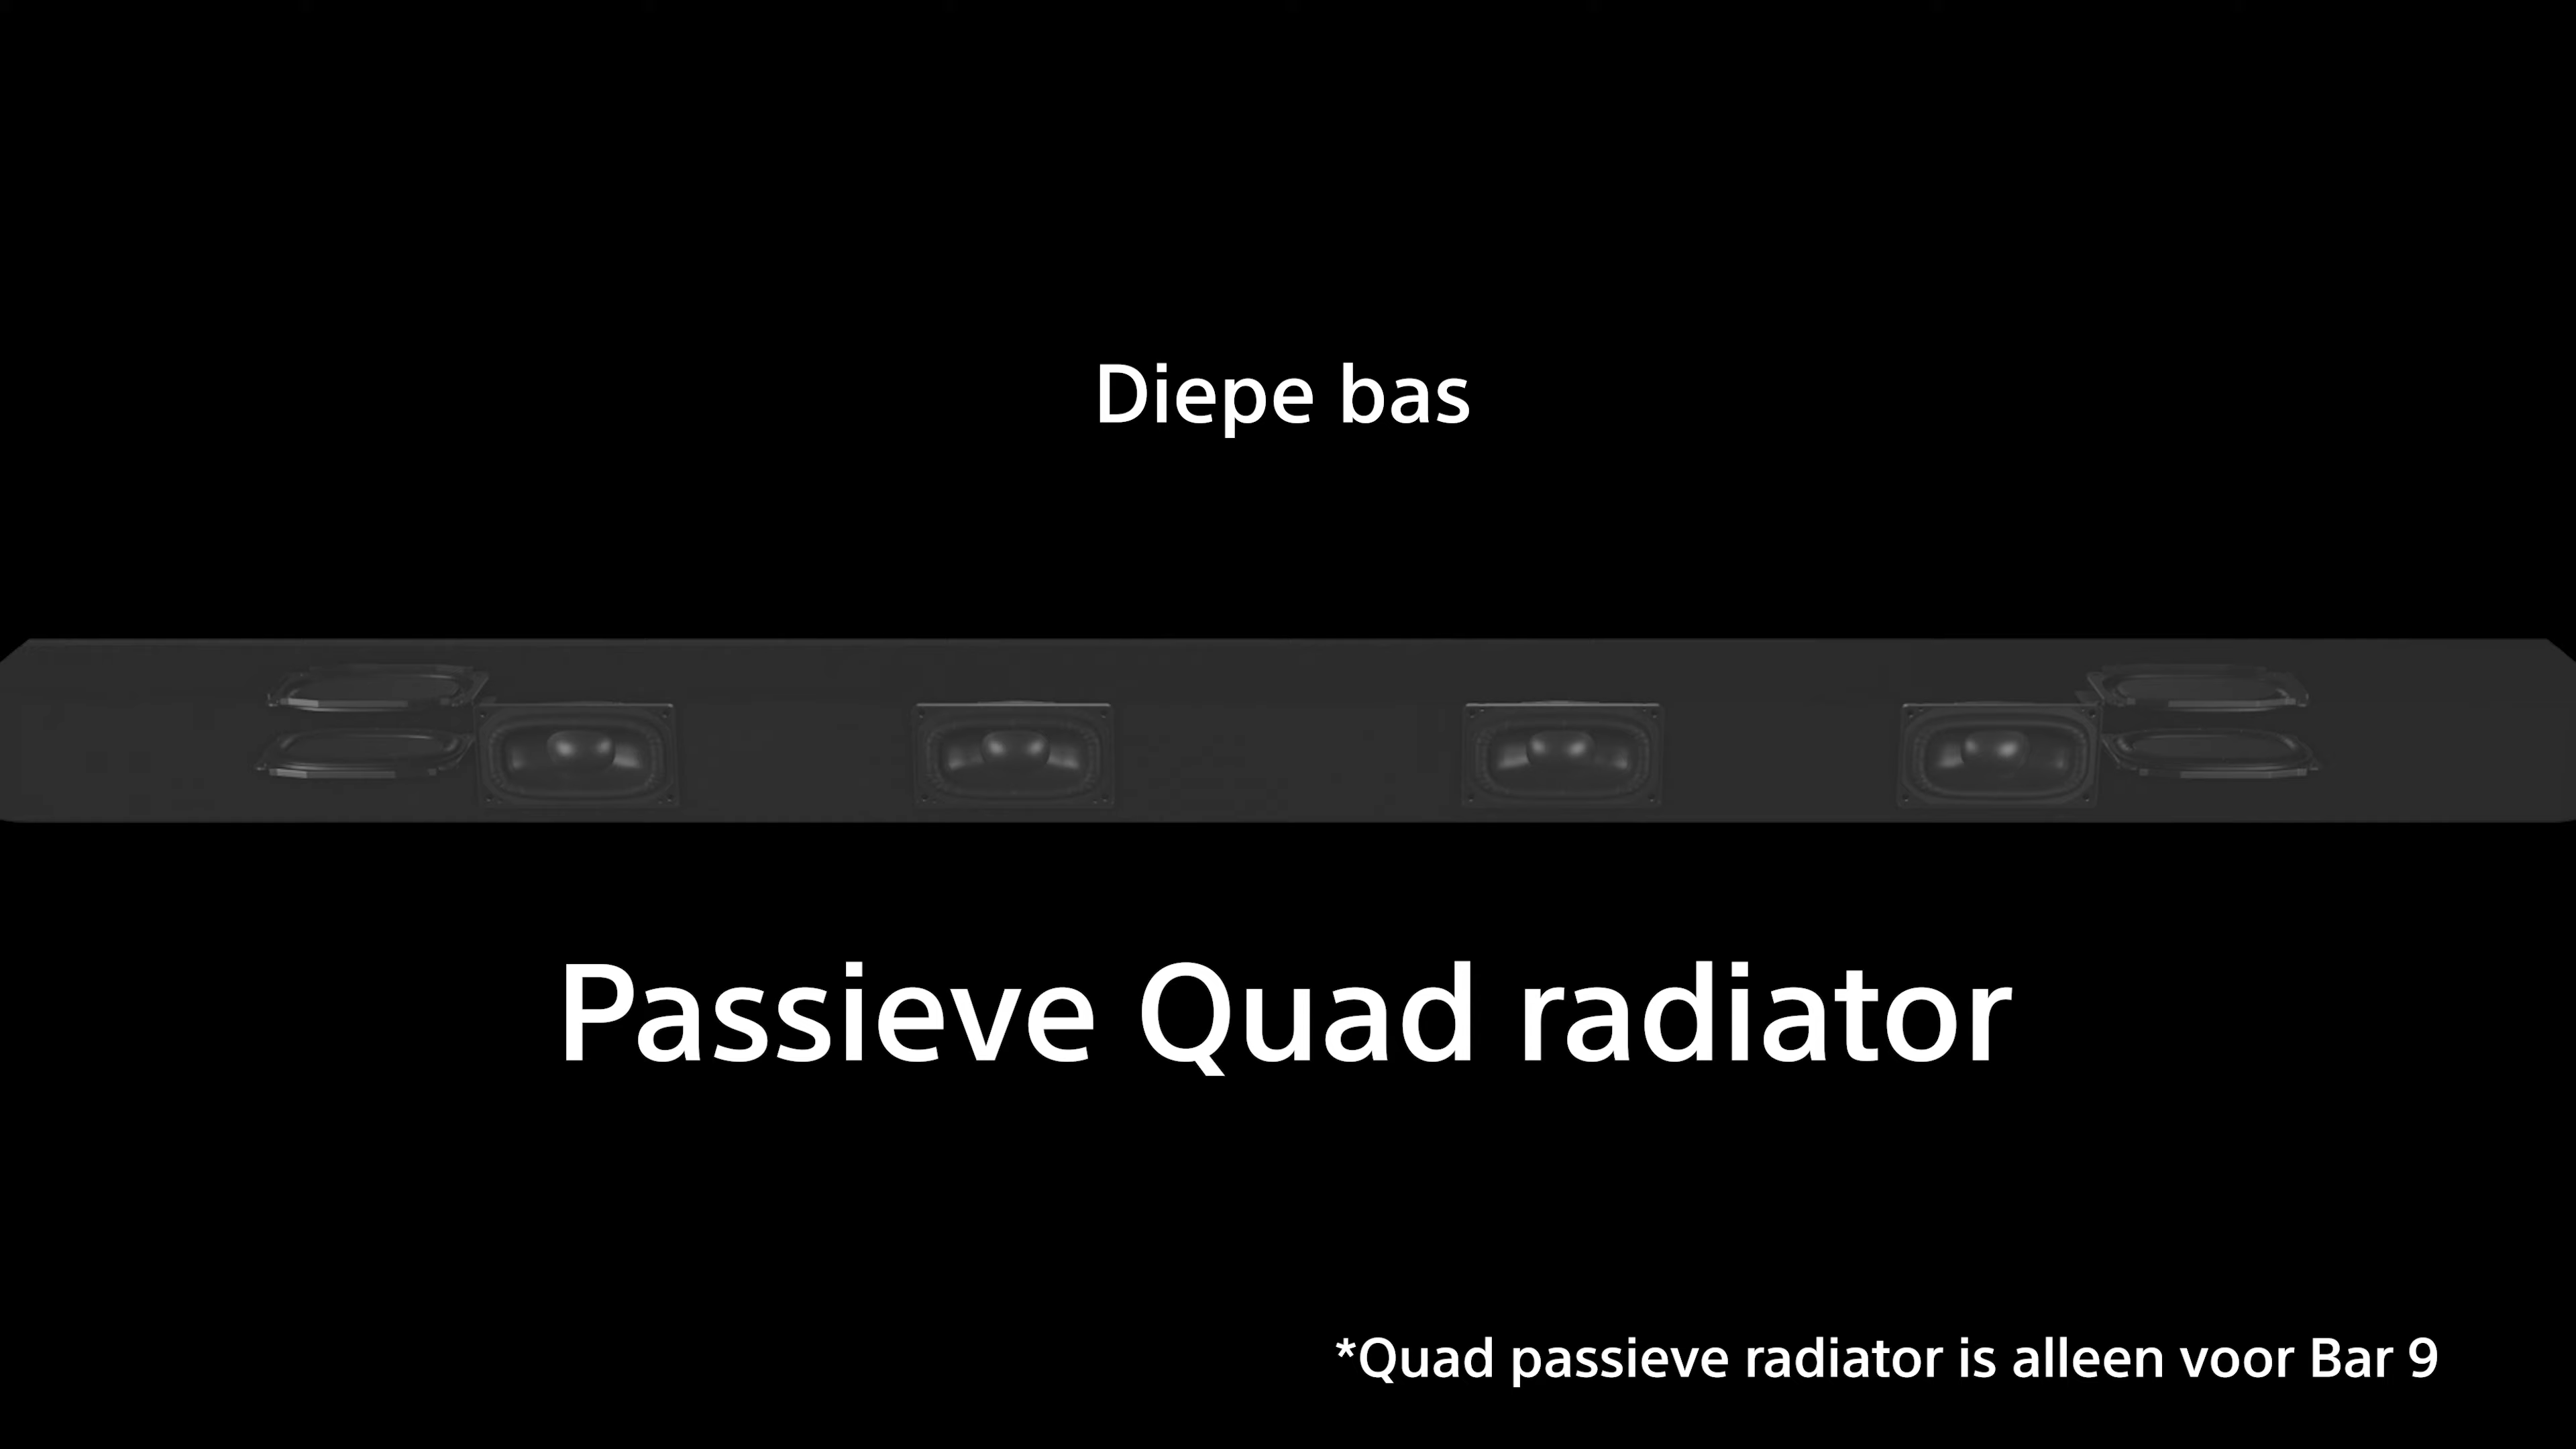 Diepe bas
Passieve Quad radiator
*Quad passieve radiator is alleen voor Bar 9